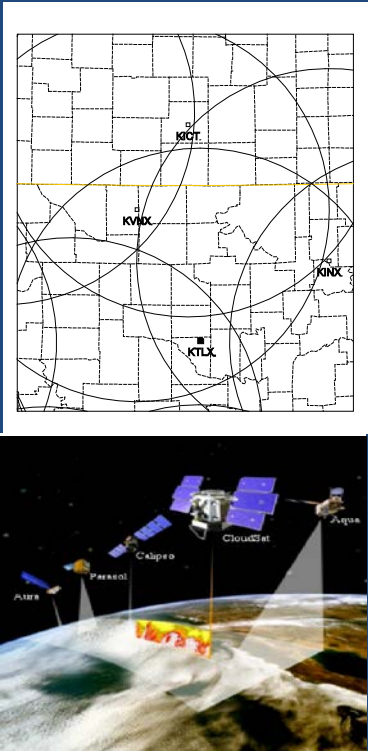 KICT.
KVNX.
KINX.
KTLX.
CloudSat
Aqua
Calipso
Parasol
Aura